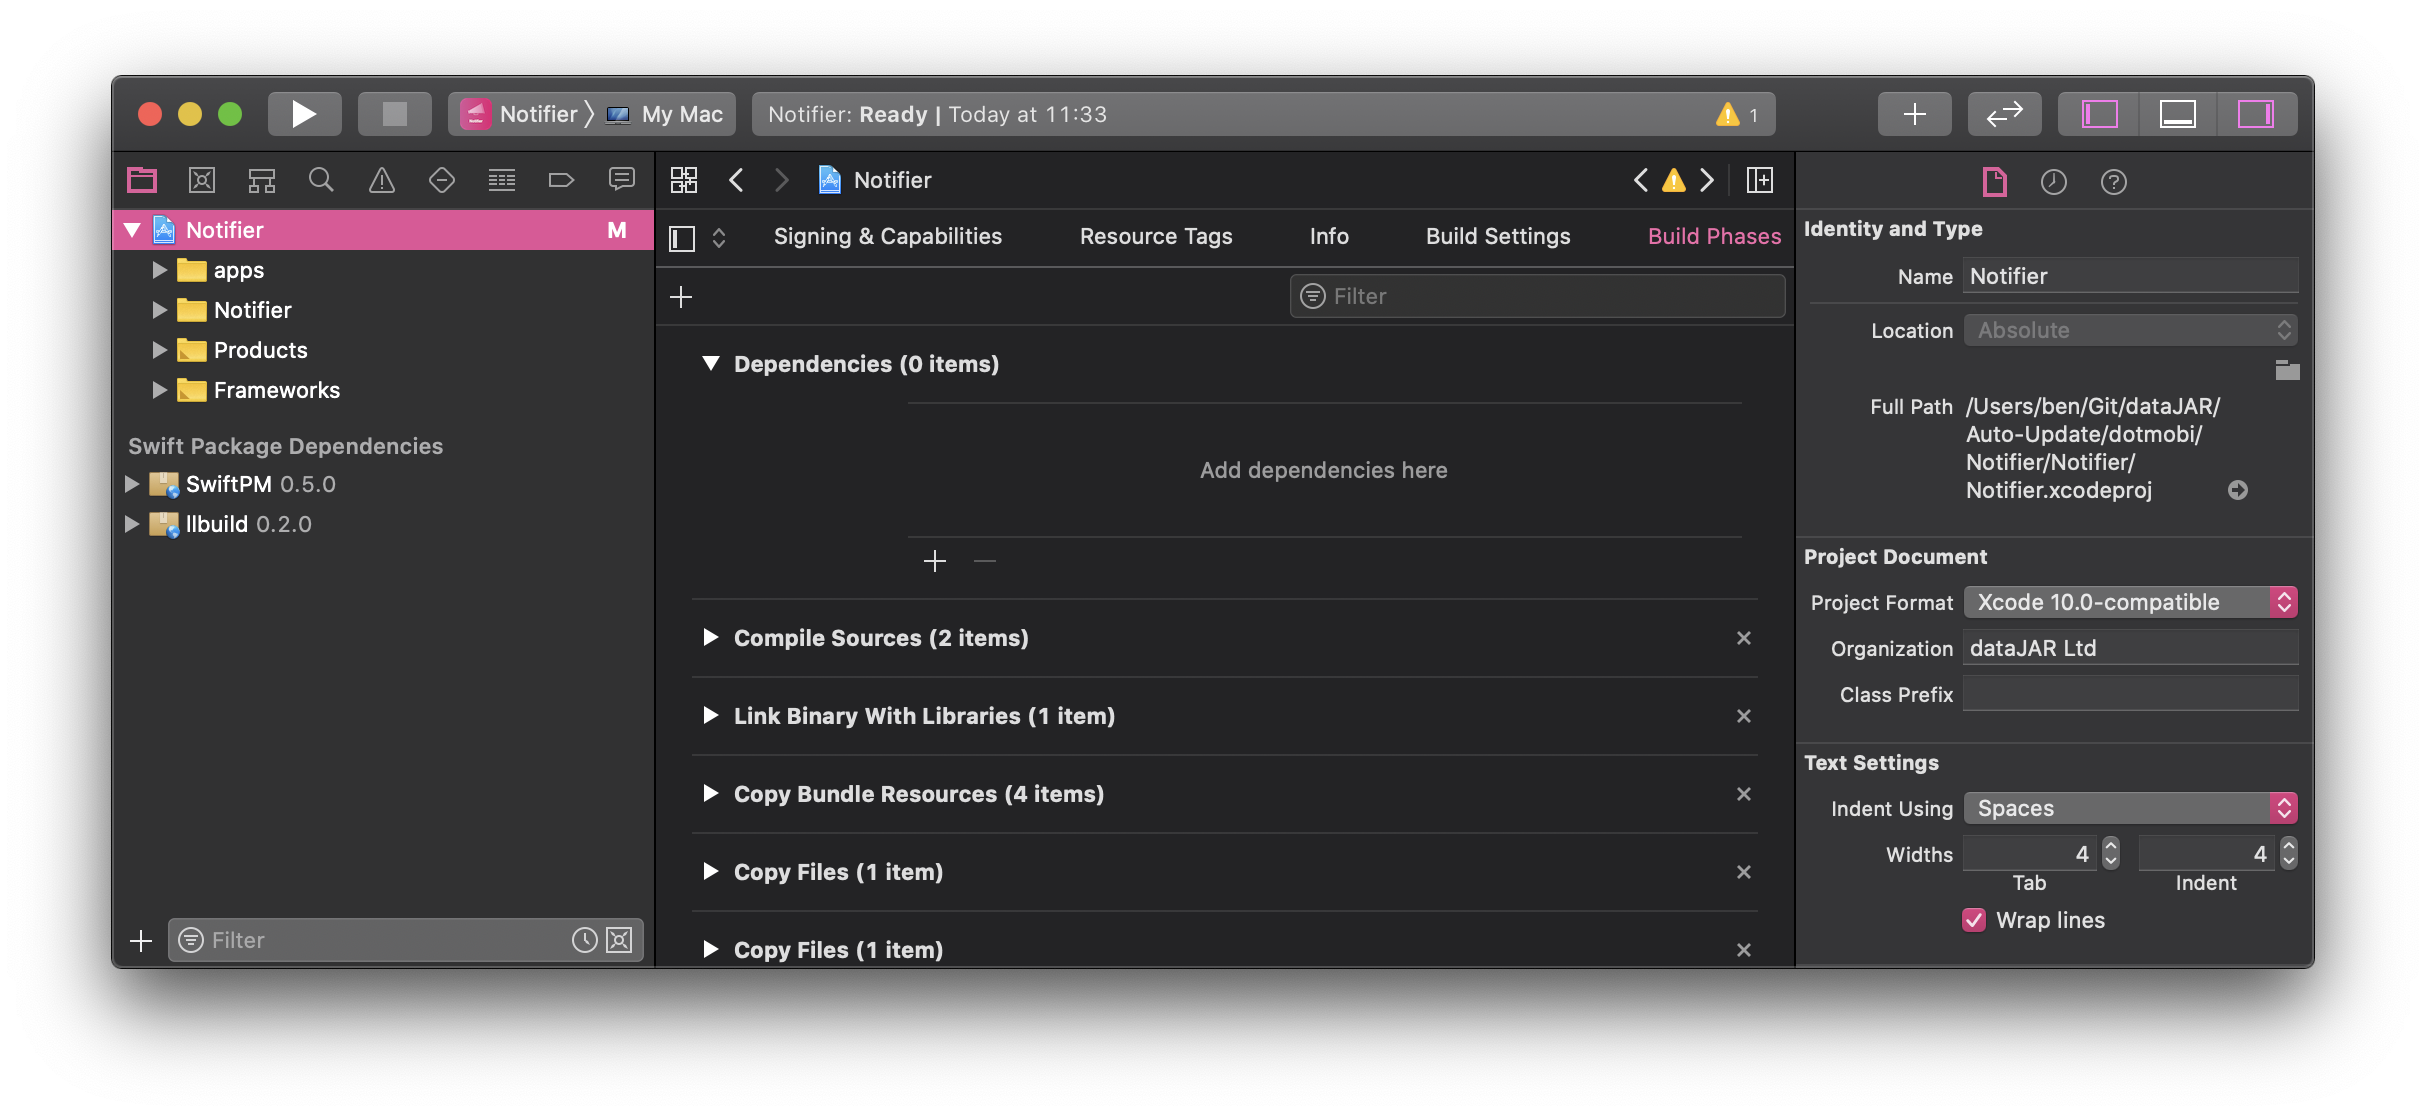 Notifier 〉 My Mac
Notifier: Ready | Today at 11:33
1
Notifier M
apps
Notifier
Products
Frameworks
Swift Package Dependencies
SwiftPM 0.5.0
llbuild 0.2.0
Filter
Notifier
Signing & Capabilities Resource Tags Info Build Settings Build Phases
Filter
Dependencies (0 items)
Add dependencies here
Compile Sources (2 items)
Link Binary With Libraries (1 item)
Copy Bundle Resources (4 items)
Copy Files (1 item)
Copy Files (1 item)
Identity and Type
Name Notifier
Location Absolute
Full Path /Users/ben/Git/dataJAR/
Auto-Update/dotmobi/
Notifier/Notifier/
Notifier.xcodeproj
Project Document
Project Format Xcode 10.0-compatible
Organization dataJAR Ltd
Class Prefix
Text Settings
Indent Using Spaces
Widths 4 4
Tab Indent
Wrap lines